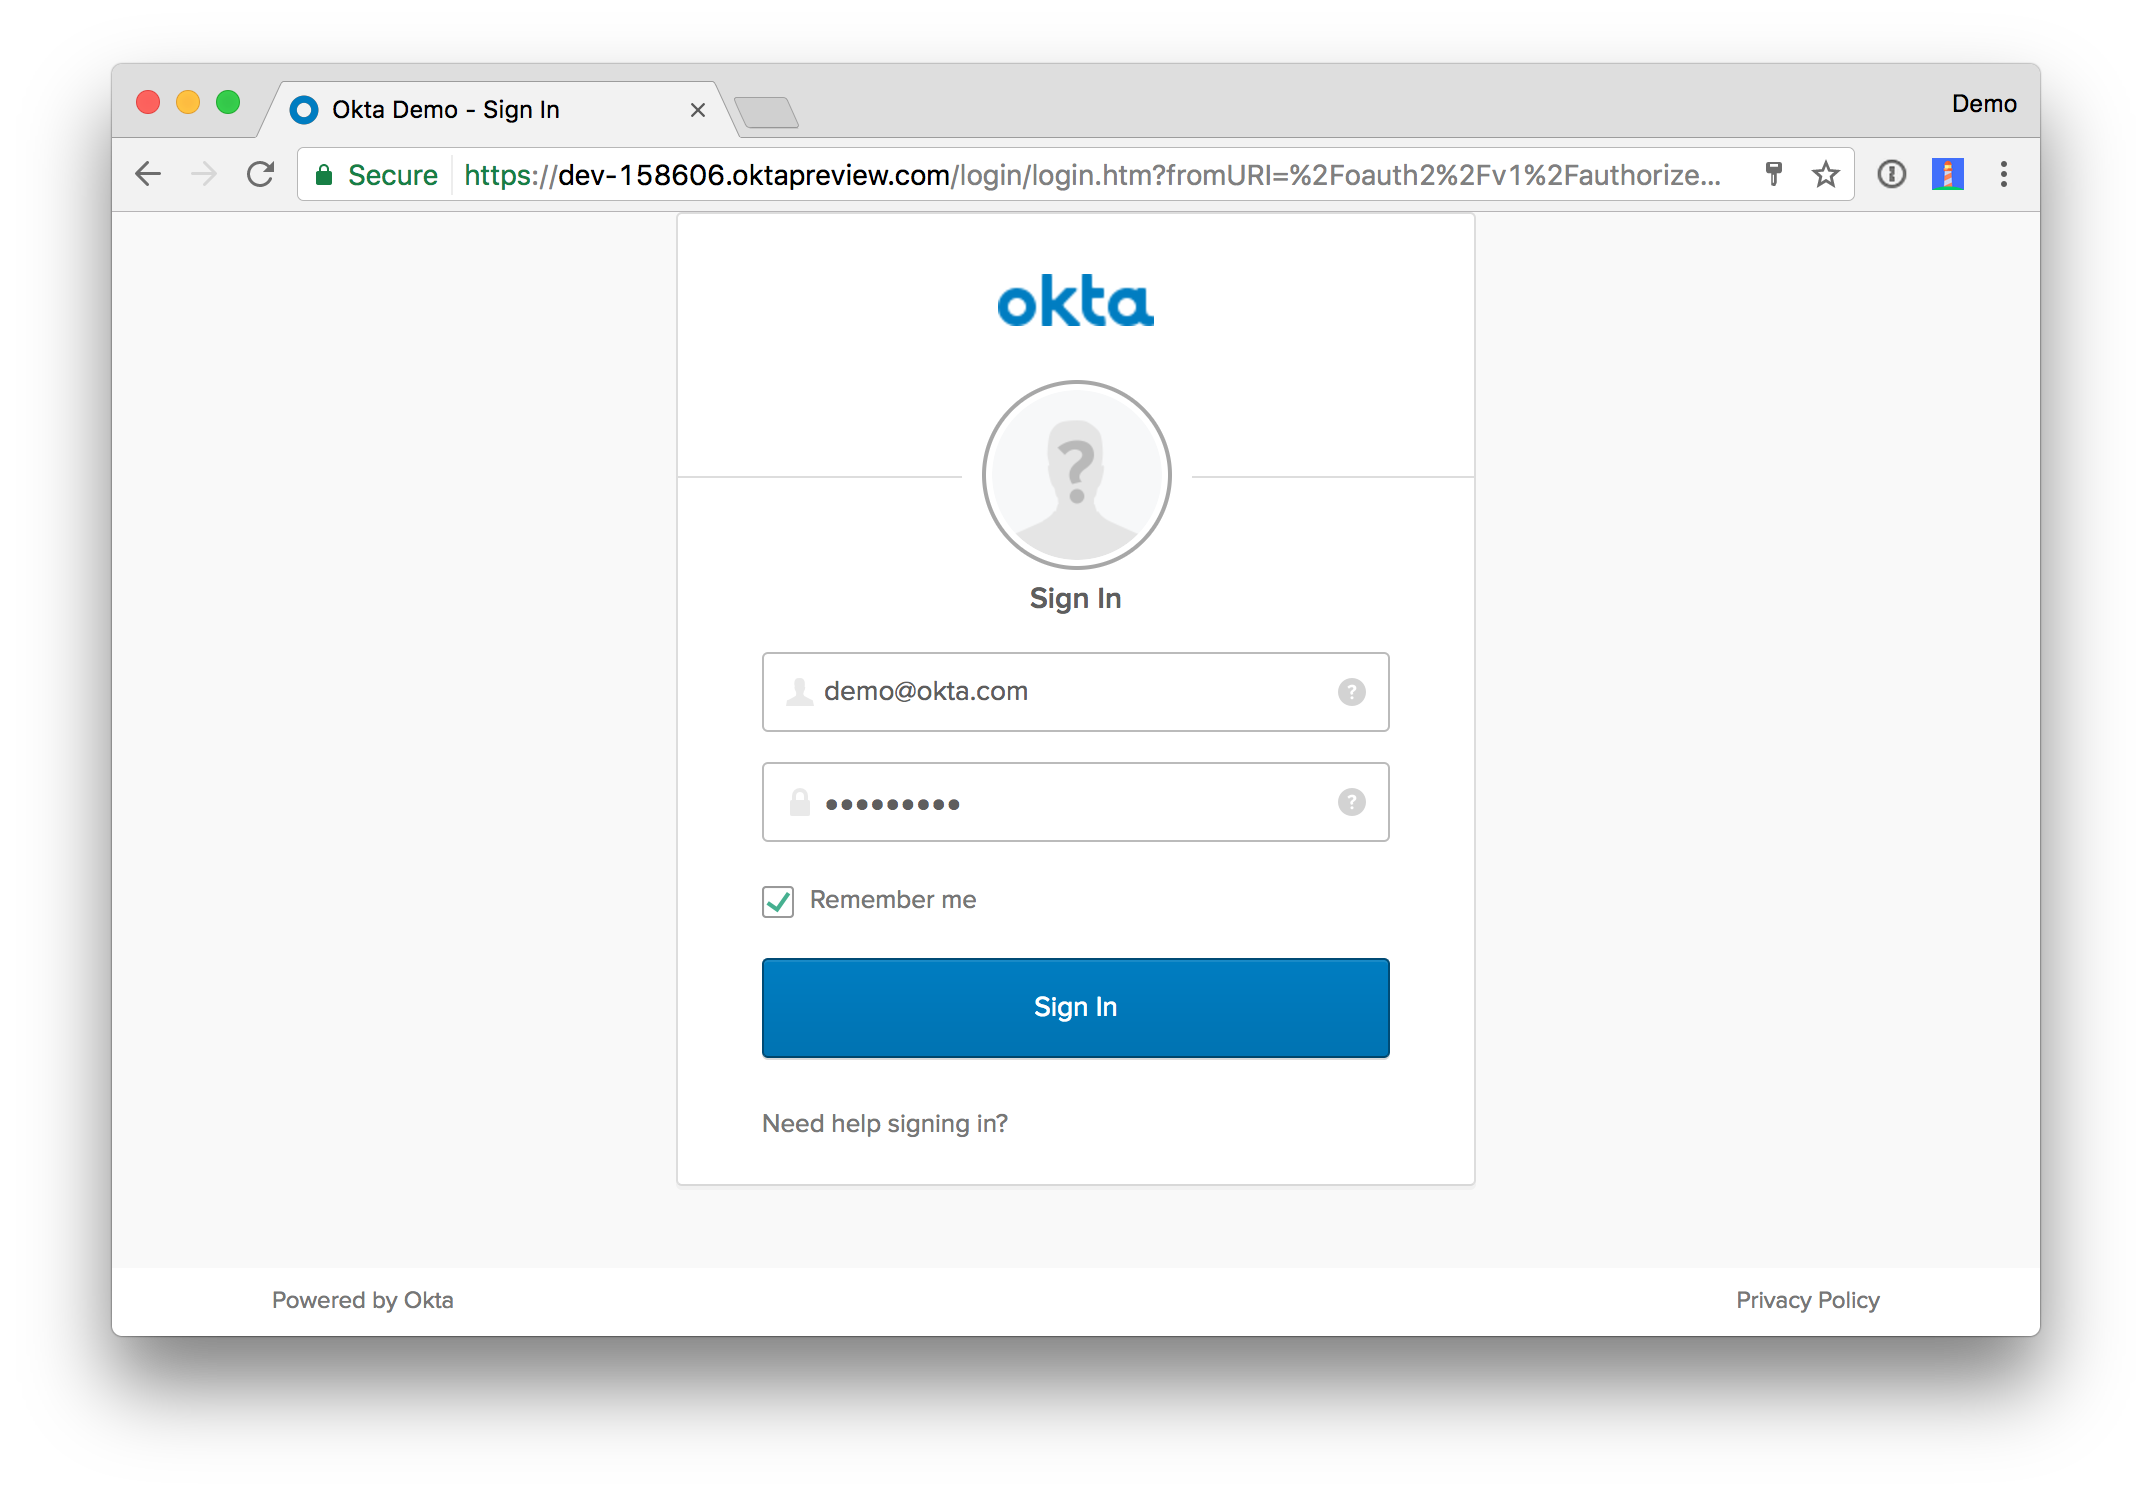 Okta Demo - Sign In
Demo
Secure https://dev-158606.oktapreview.com/login/login.htm?fromURI=%2Foauth2%2Fv1%2Fauthorize...
okta
?
Sign In
demo@okta.com ?
••••••••• ?
Remember me
Sign In
Need help signing in?
Powered by Okta
Privacy Policy